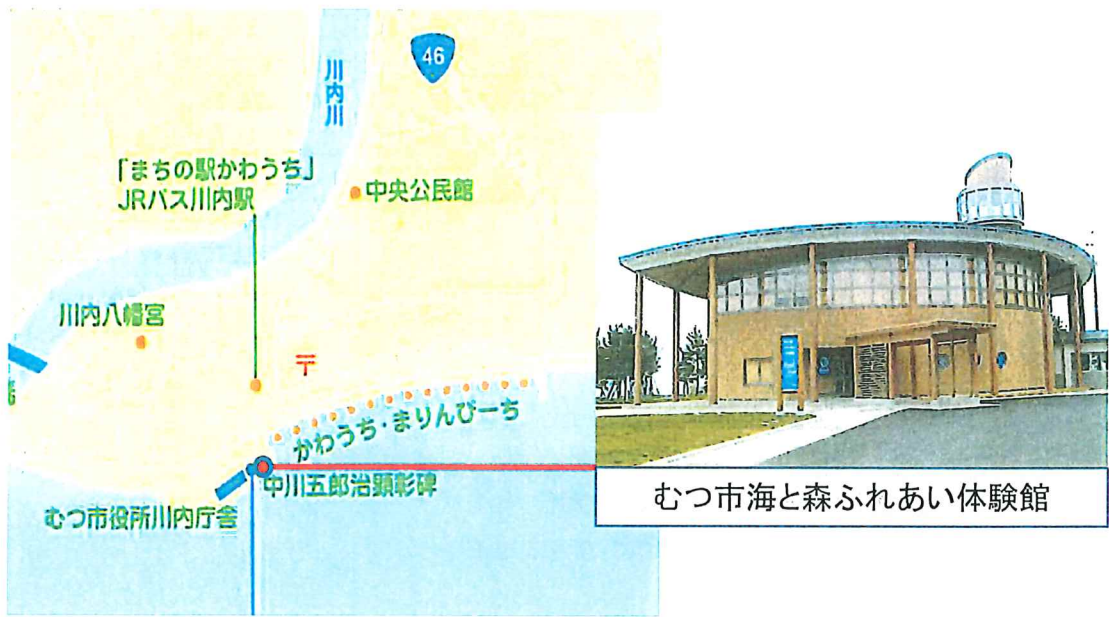 46
川内川
「まちの駅かわうち」
JRバス川内駅
中央公民館
川内八幡宮
〒
かわうち・まりんびーち
中川五郎治顕彰碑
むつ市役所川内庁舎
むつ市海と森ふれあい体験館